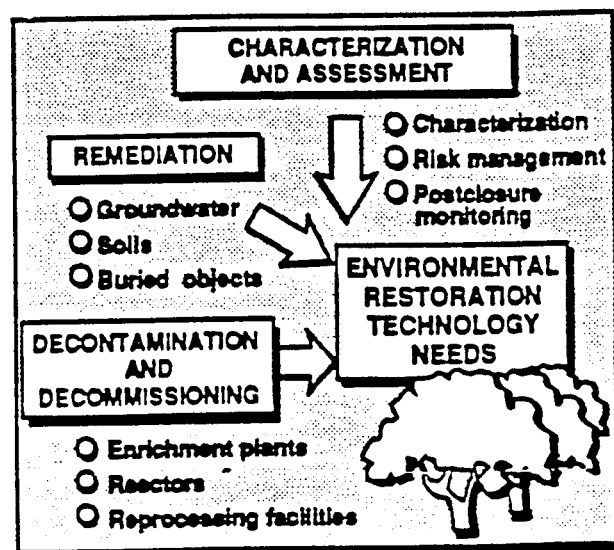 CHARACTERIZATION
AND ASSESSMENT
Characterization
Risk management
Postclosure
monitoring
REMEDIATION
Groundwater
Soils
Buried objects
ENVIRONMENTAL
RESTORATION
TECHNOLOGY
NEEDS
DECONTAMINATION
AND
DECOMMISSIONING
Enrichment plants
Reactors
Reprocessing facilities